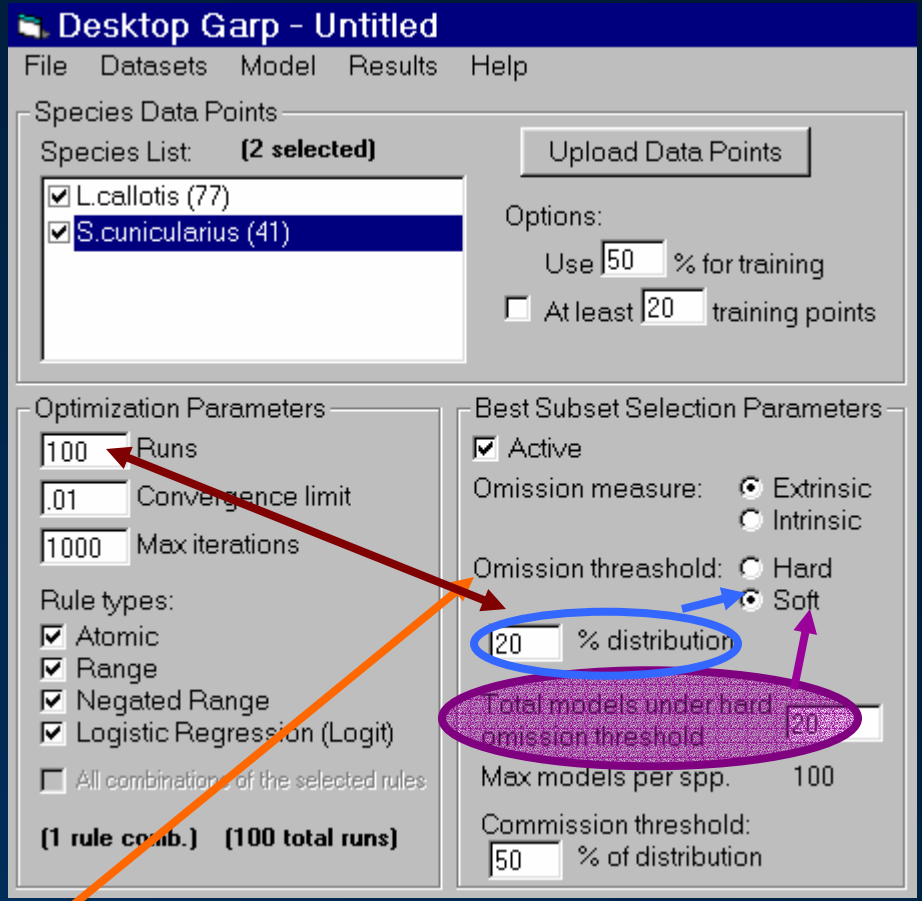 Desktop Garp - Untitled
File Datasets Model Results Help
Species Data Points
Species List: (2 selected)
L.callotis (77)
S.cunicularius (41)
Upload Data Points
Options:
Use 50 % for training
At least 20 training points
Optimization Parameters
100 Runs
.01 Convergence limit
1000 Max iterations
Rule types:
Atomic
Range
Negated Range
Logistic Regression (Logit)
All combinations of the selected rules
(1 rule comb.) (100 total runs)
Best Subset Selection Parameters
Active
Omission measure: Extrinsic
Intrinsic
Omission threashold: Hard
Soft
20 % distribution
Total models under hard
omission threshold 20
Max models per spp. 100
Commission threshold:
50 % of distribution